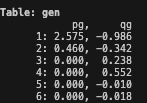 Table: gen
pg, qg
1: 2.575, −0.986
2: 0.460, −0.342
3: 0.000, 0.238
4: 0.000, 0.552
5: 0.000, −0.010
6: 0.000, −0.018